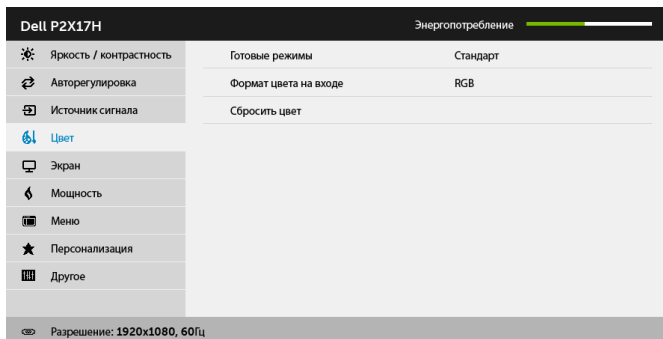 Dell P2X17H
Энергопотребление
Яркость / контрастность
Готовые режимы
Стандарт
Авторегулировка
Формат цвета на входе
RGB
Источник сигнала
Сбросить цвет
Цвет
Экран
Мощность
Меню
Персонализация
Другое
Разрешение: 1920x1080, 60Гц